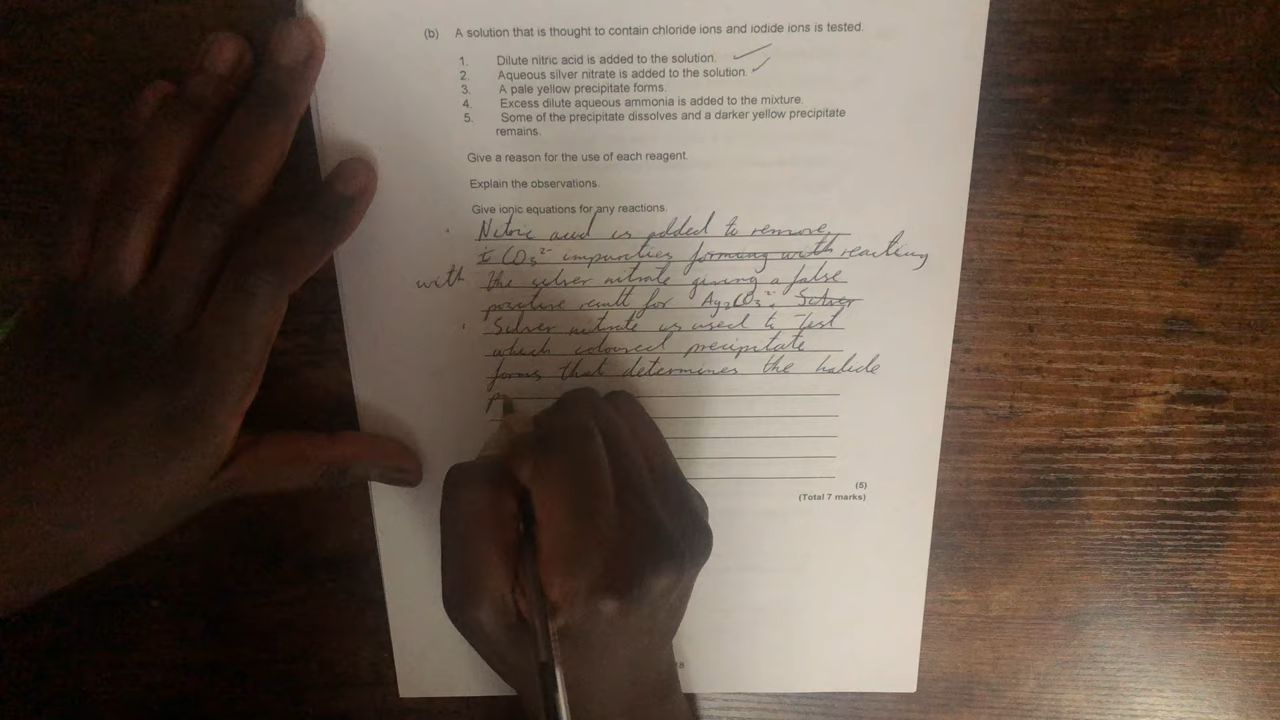 (b) A solution that is thought to contain chloride ions and iodide ions is tested.
1. Dilute nitric acid is added to the solution.
2. Aqueous silver nitrate is added to the solution.
3. A pale yellow precipitate forms.
4. Excess dilute aqueous ammonia is added to the mixture.
5. Some of the precipitate dissolves and a darker yellow precipitate
remains.
Give a reason for the use of each reagent.
Explain the observations.
Give ionic equations for any reactions.
Nitric acid is added to remove
CO₃²⁻ impurities forming with reacting
with the silver nitrate giving a false
positive result for Ag₂CO₃. Silver
Silver nitrate is used to test
which coloured precipitate
forms that determines the halide
(5)
(Total 7 marks)